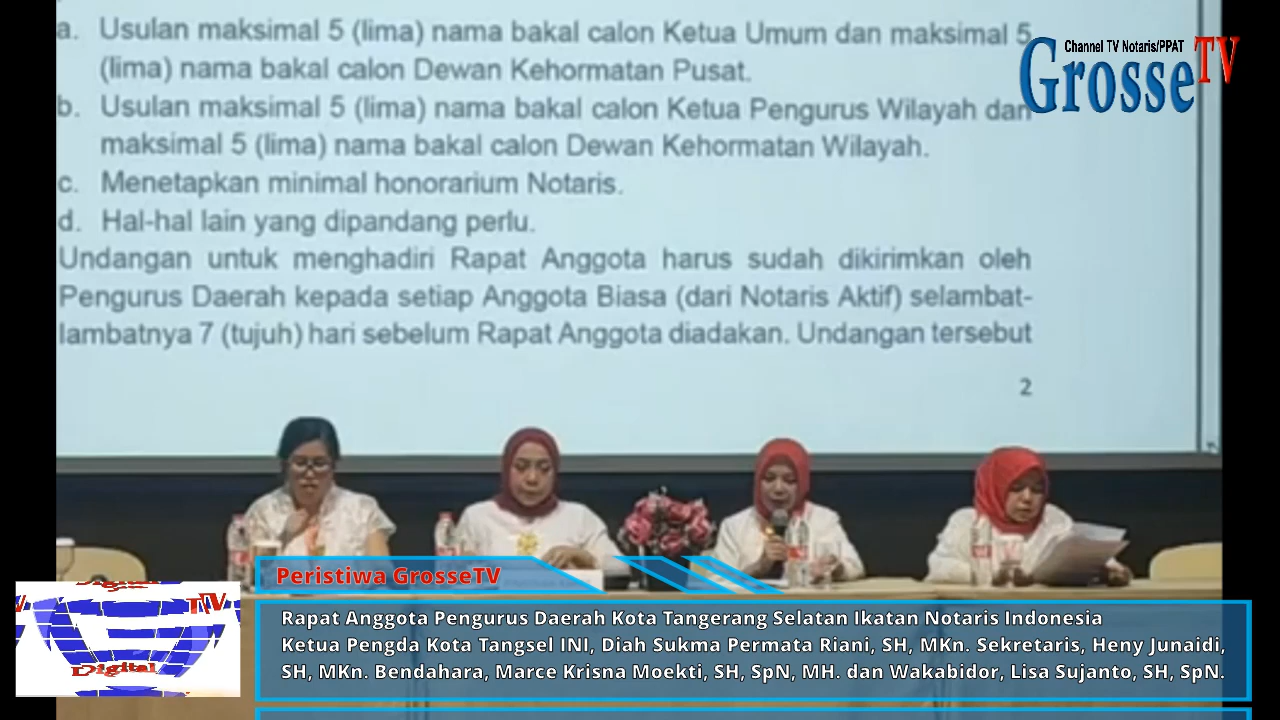 a. Usulan maksimal 5 (lima) nama bakal calon Ketua Umum dan maksimal 5
(lima) nama bakal calon Dewan Kehormatan Pusat.
b. Usulan maksimal 5 (lima) nama bakal calon Ketua Pengurus Wilayah dan
maksimal 5 (lima) nama bakal calon Dewan Kehormatan Wilayah.
c. Menetapkan minimal honorarium Notaris.
d. Hal-hal lain yang dipandang perlu.
Undangan untuk menghadiri Rapat Anggota harus sudah dikirimkan oleh
Pengurus Daerah kepada setiap Anggota Biasa (dari Notaris Aktif) selambat-
lambatnya 7 (tujuh) hari sebelum Rapat Anggota diadakan. Undangan tersebut
2
Channel TV Notaris/PPAT
GrosseTV
Peristiwa GrosseTV
Rapat Anggota Pengurus Daerah Kota Tangerang Selatan Ikatan Notaris Indonesia
Ketua Pengda Kota Tangsel INI, Diah Sukma Permata Riani, SH, MKn. Sekretaris, Heny Junaidi,
SH, MKn. Bendahara, Marce Krisna Moekti, SH, SpN, MH. dan Wakabidor, Lisa Sujanto, SH, SpN.
Digital
TV
Digital